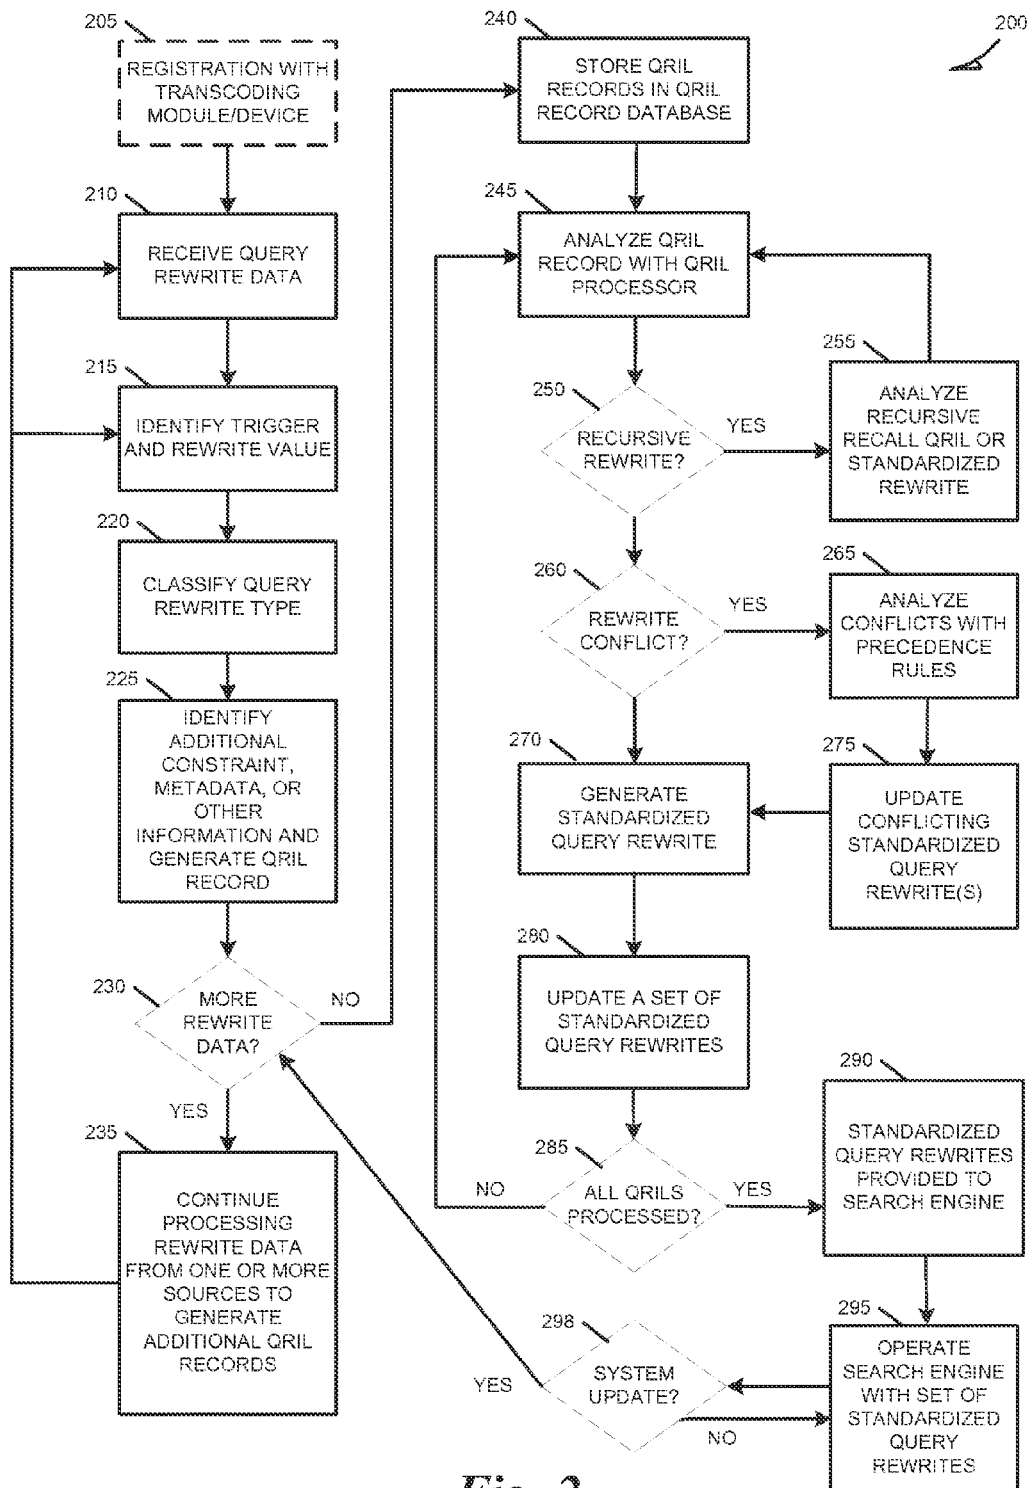 200
205
REGISTRATION WITH
TRANSCODING
MODULE/DEVICE
210
RECEIVE QUERY
REWRITE DATA
215
IDENTIFY TRIGGER
AND REWRITE VALUE
220
CLASSIFY QUERY
REWRITE TYPE
225
IDENTIFY
ADDITIONAL
CONSTRAINT,
METADATA, OR
OTHER
INFORMATION AND
GENERATE QRIL
RECORD
230
MORE
REWRITE
DATA?
NO
YES
235
CONTINUE
PROCESSING
REWRITE DATA
FROM ONE OR MORE
SOURCES TO
GENERATE
ADDITIONAL QRIL
RECORDS
240
STORE QRIL
RECORDS IN QRIL
RECORD DATABASE
245
ANALYZE QRIL
RECORD WITH QRIL
PROCESSOR
250
RECURSIVE
REWRITE?
YES
255
ANALYZE
RECURSIVE
RECALL QRIL OR
STANDARDIZED
REWRITE
260
REWRITE
CONFLICT?
YES
265
ANALYZE
CONFLICTS WITH
PRECEDENCE
RULES
270
GENERATE
STANDARDIZED
QUERY REWRITE
275
UPDATE
CONFLICTING
STANDARDIZED
QUERY
REWRITE(S)
280
UPDATE A SET OF
STANDARDIZED
QUERY REWRITES
285
ALL QRILS
PROCESSED?
NO
YES
290
STANDARDIZED
QUERY REWRITES
PROVIDED TO
SEARCH ENGINE
295
OPERATE
SEARCH ENGINE
WITH SET OF
STANDARDIZED
QUERY
REWRITES
298
SYSTEM
UPDATE?
YES
NO